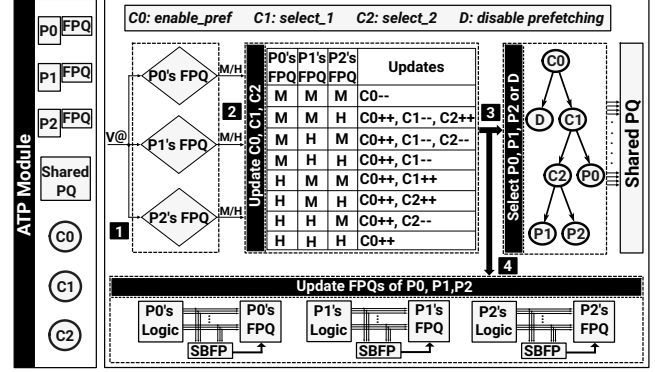 C0: enable_pref C1: select_1 C2: select_2 D: disable prefetching
ATP Module
P0 FPQ
P1 FPQ
P2 FPQ
Shared
PQ
C0
C1
C2
V@
1
P0's FPQ
P1's FPQ
P2's FPQ
M/H
M/H
M/H
2
Update C0, C1, C2
P0's P1's P2's Updates
FPQ FPQ FPQ
M M M C0--
M M H C0++, C1--, C2++
M H M C0++, C1--, C2--
M H H C0++, C1--
H M M C0++, C1++
H M H C0++, C2++
H H M C0++, C2--
H H H C0++
3
Select P0, P1, P2 or D
C0
D C1
C2 P0
P1 P2
Shared PQ
4
Update FPQs of P0, P1,P2
P0's P0's P1's P1's P2's P2's
Logic FPQ Logic FPQ Logic FPQ
SBFP SBFP SBFP